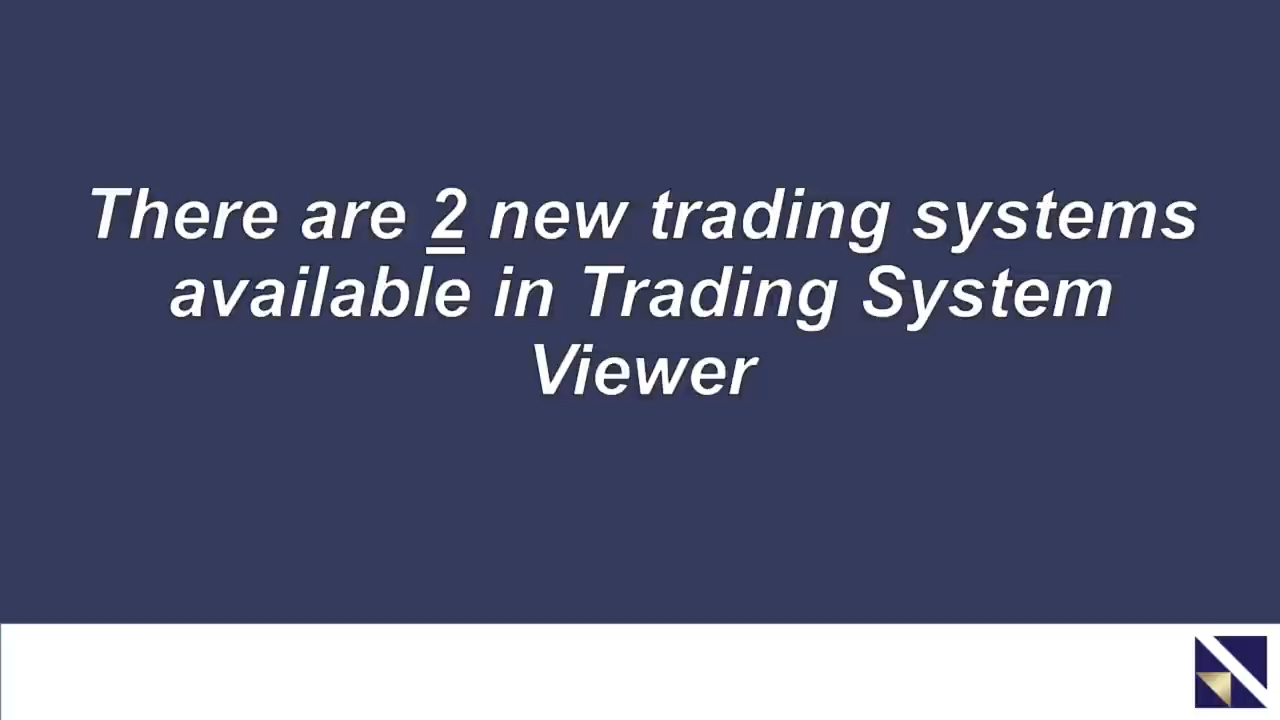 There are 2 new trading systems
available in Trading System
Viewer